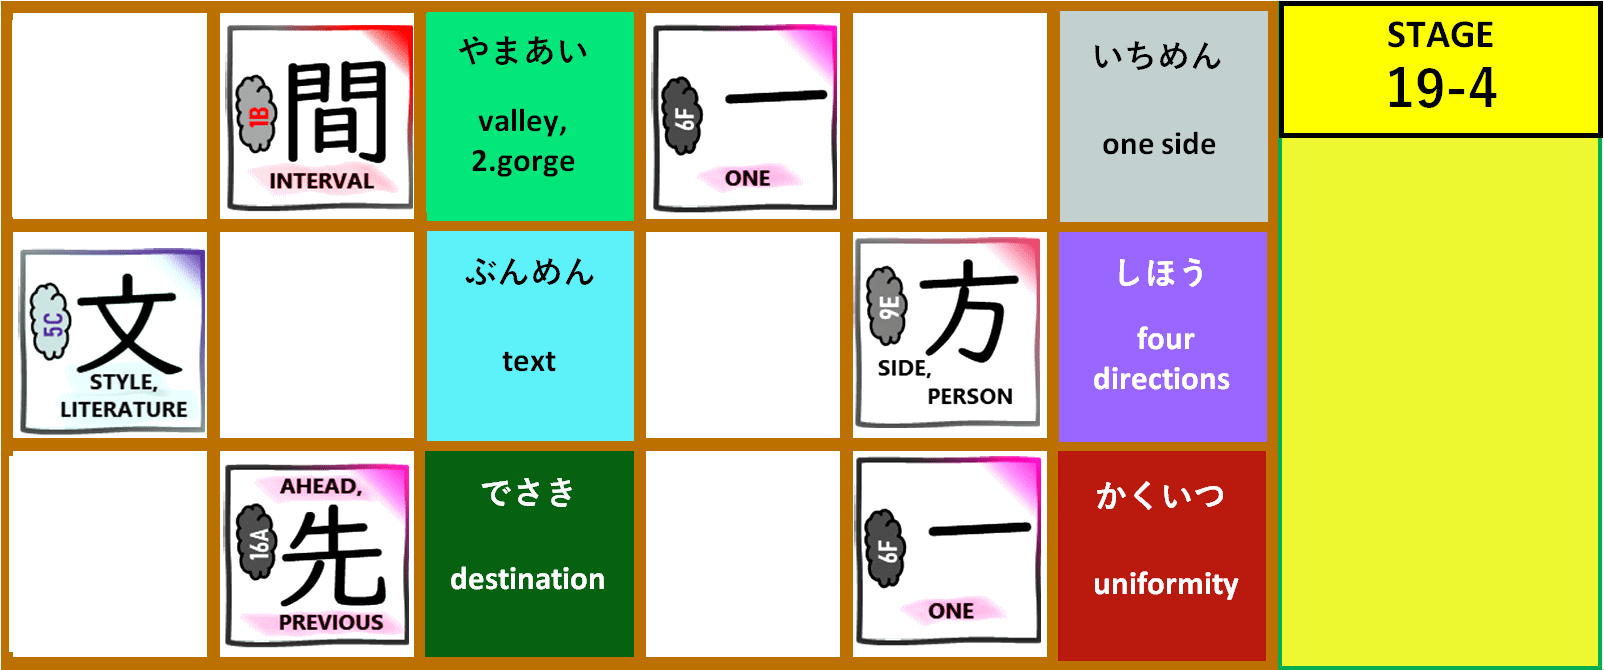 1B
間
INTERVAL
やまあい
valley,
2.gorge
6F
一
ONE
いちめん
one side
STAGE
19-4
5C
文
STYLE,
LITERATURE
ぶんめん
text
9E
方
SIDE,
PERSON
しほう
four
directions
AHEAD,
16A
先
PREVIOUS
でさき
destination
6F
一
ONE
かくいつ
uniformity